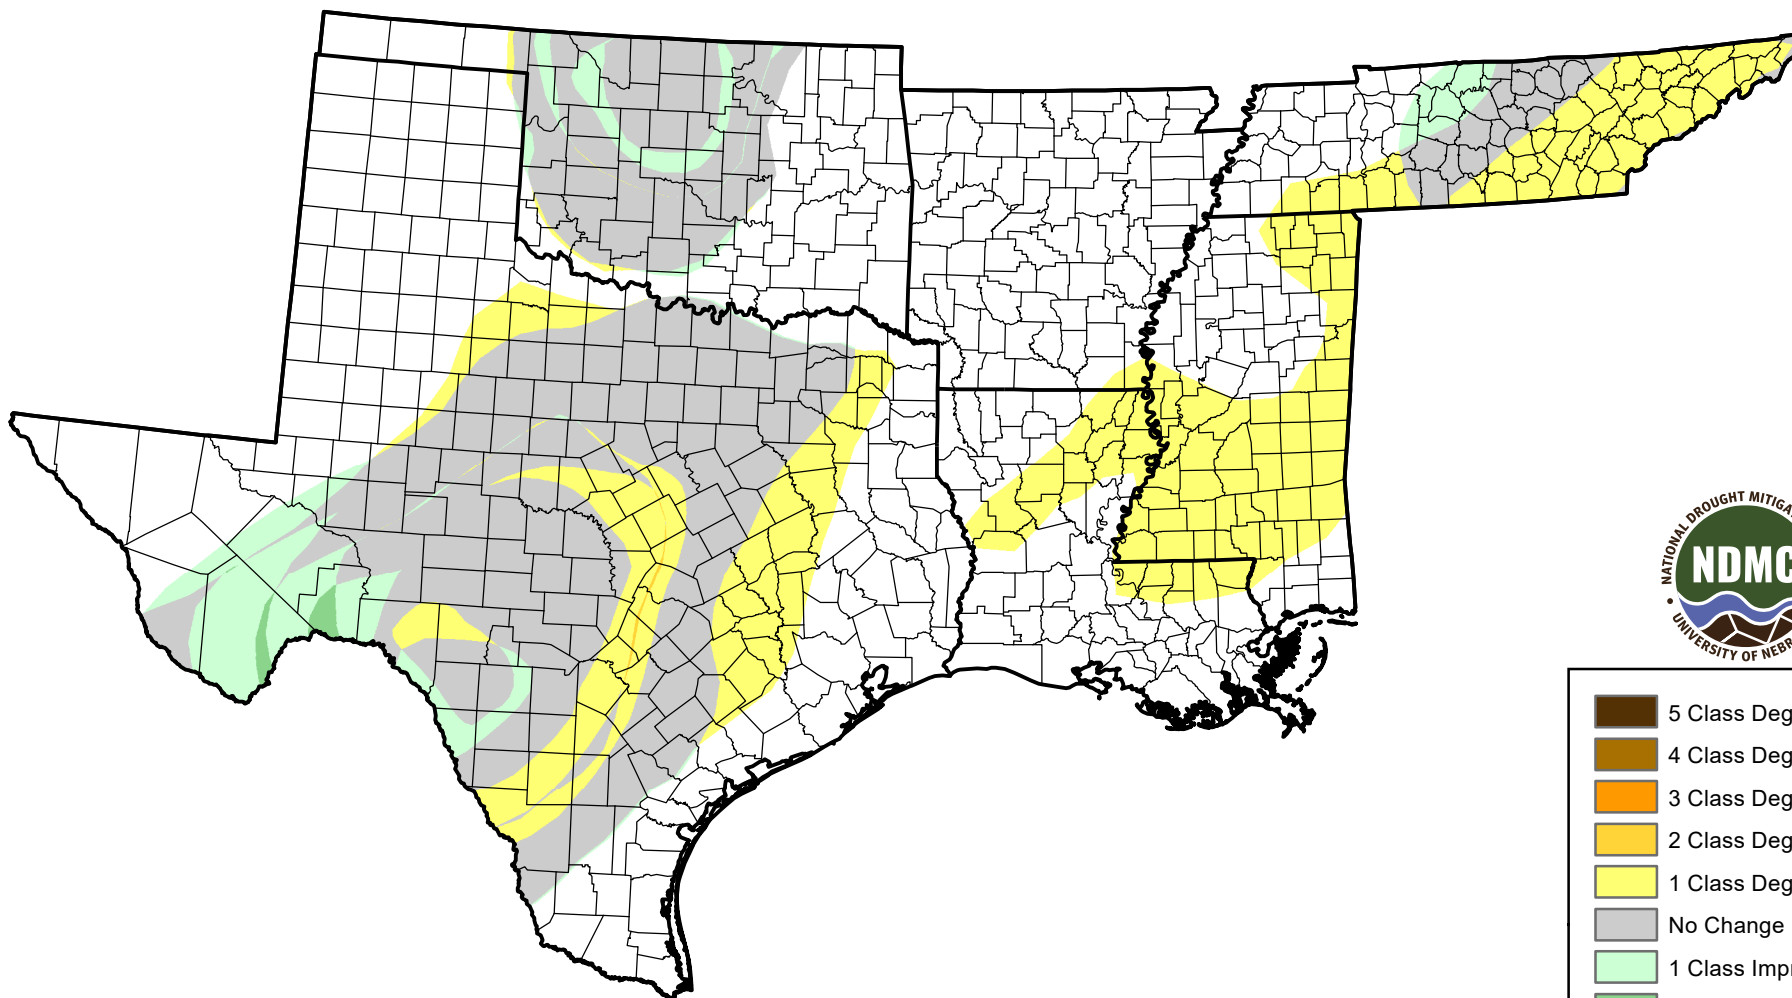 NATIONAL DROUGHT MITIGA
NDMC
UNIVERSITY OF NEBR
5 Class Deg
4 Class Deg
3 Class Deg
2 Class Deg
1 Class Deg
No Change
1 Class Impr